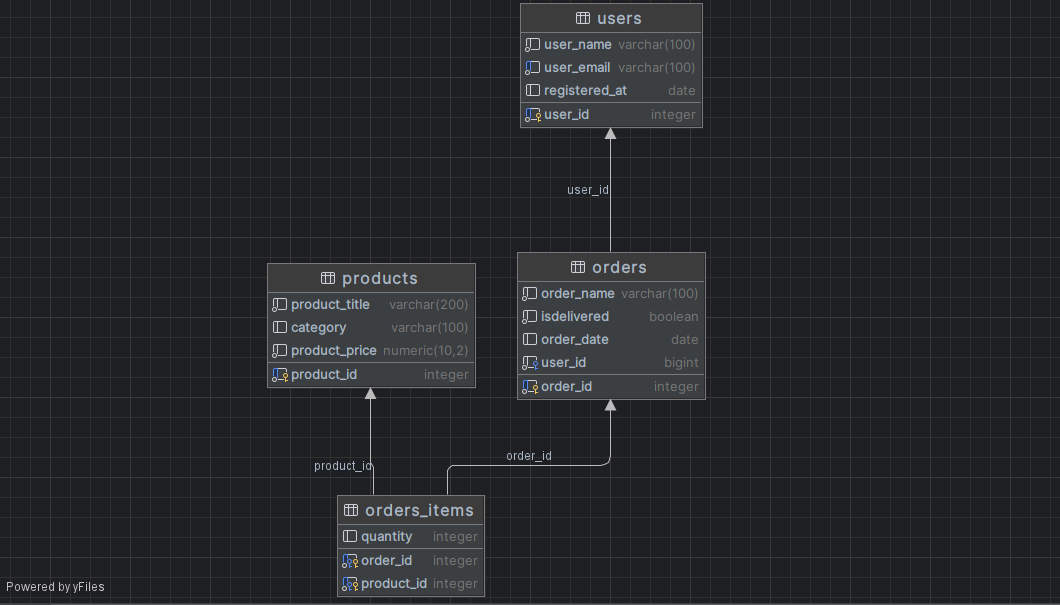 users
user_name varchar(100)
user_email varchar(100)
registered_at date
user_id integer
user_id
orders
order_name varchar(100)
isdelivered boolean
order_date date
user_id bigint
order_id integer
products
product_title varchar(200)
category varchar(100)
product_price numeric(10,2)
product_id integer
product_id
order_id
orders_items
quantity integer
order_id integer
product_id integer
Powered by yFiles